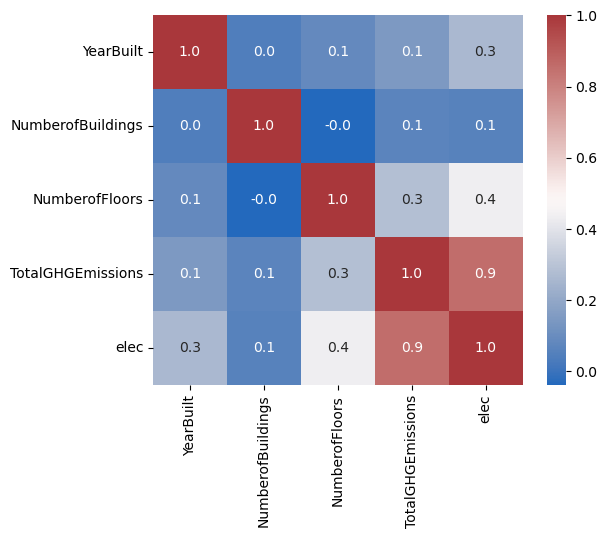 YearBuilt 1.0 0.0 0.1 0.1 0.3
NumberofBuildings 0.0 1.0 -0.0 0.1 0.1
NumberofFloors 0.1 -0.0 1.0 0.3 0.4
TotalGHGEmissions 0.1 0.1 0.3 1.0 0.9
elec 0.3 0.1 0.4 0.9 1.0
YearBuilt
NumberofBuildings
NumberofFloors
TotalGHGEmissions
elec
1.0
0.8
0.6
0.4
0.2
0.0